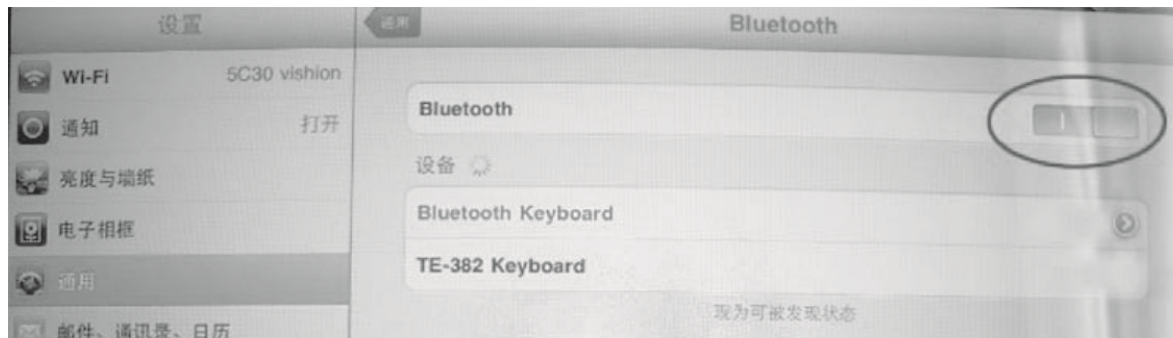 设置
通用
Bluetooth
Wi-Fi 5C30 vishion
通知 打开
亮度与墙纸
电子相框
通用
邮件、通讯录、日历
Bluetooth
设备
Bluetooth Keyboard
TE-382 Keyboard
现为可被发现状态